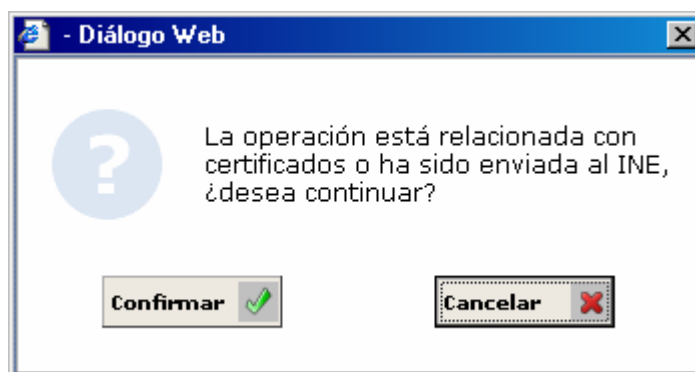 - Diálogo Web
La operación está relacionada con
certificados o ha sido enviada al INE,
¿desea continuar?
Confirmar
Cancelar